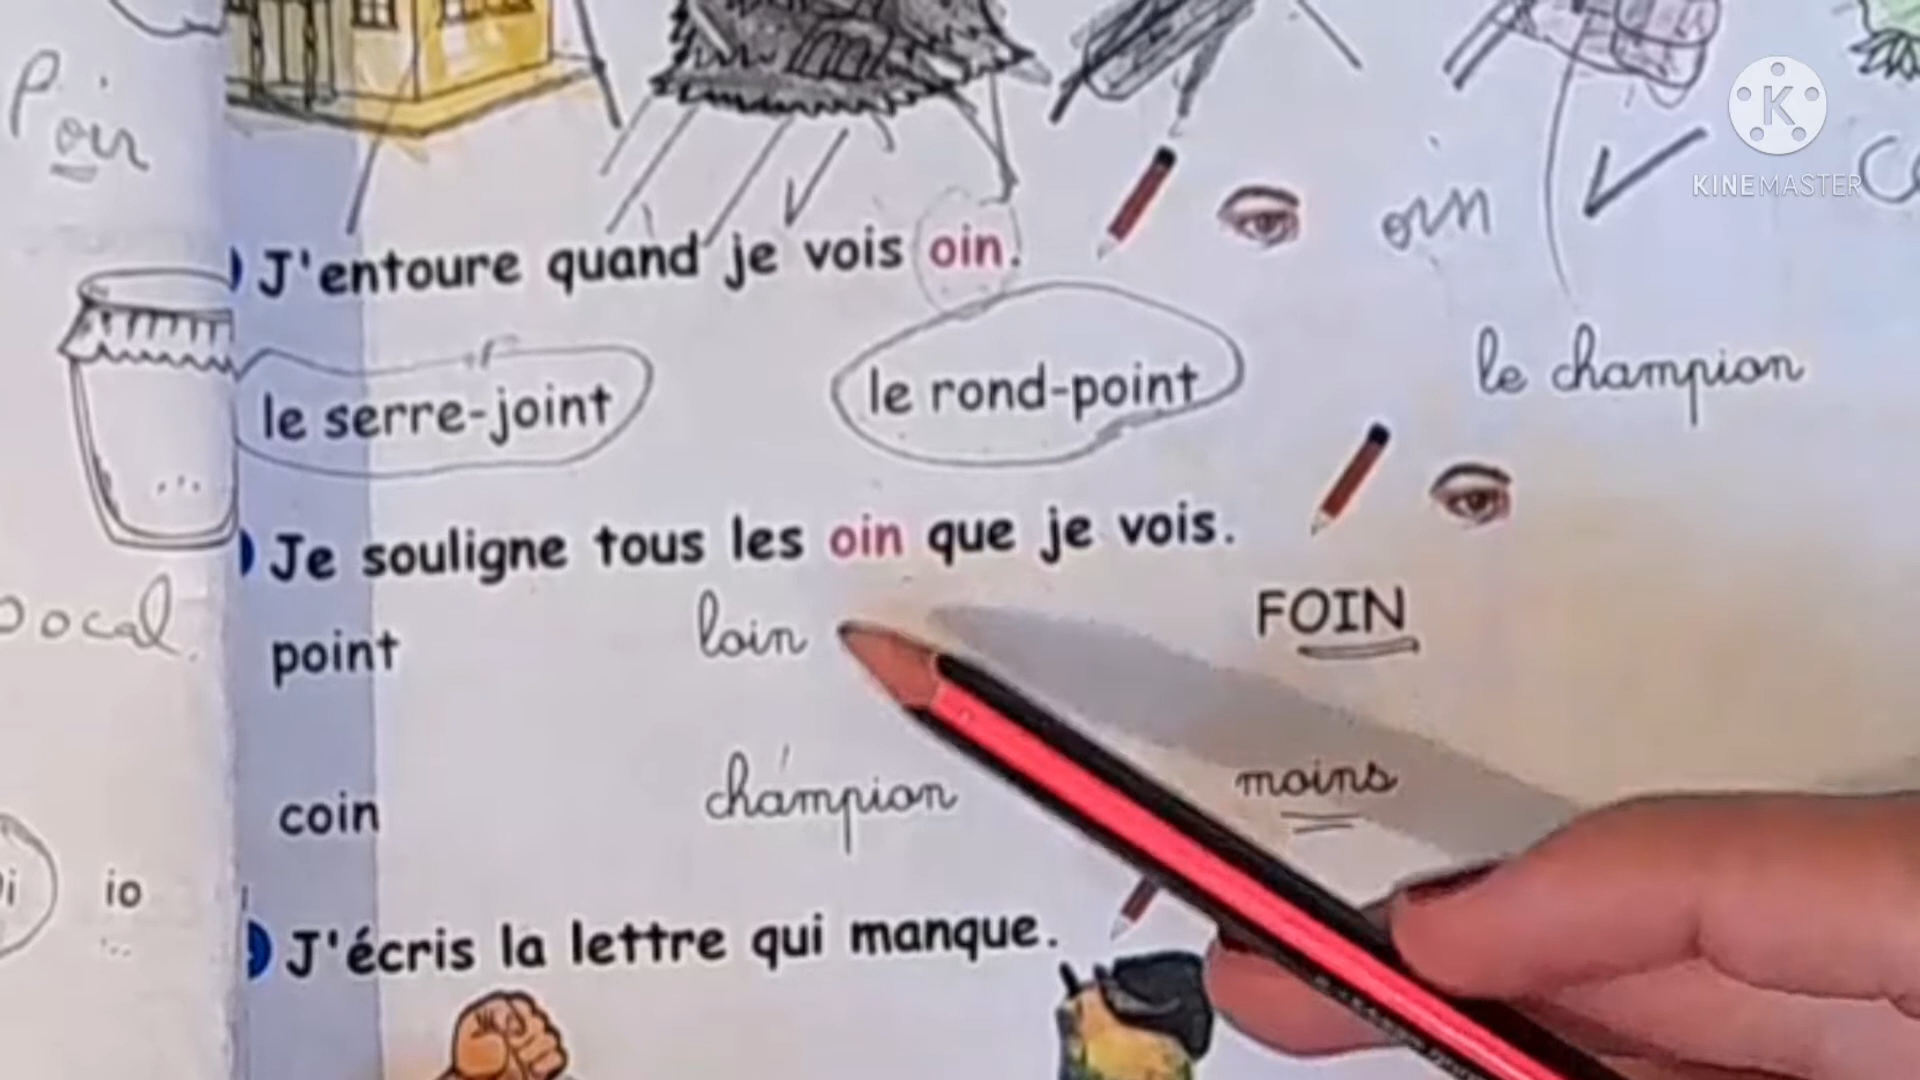 Poin
KINEMASTER
J'entoure quand je vois oin.
oin
le serre-joint le rond-point le champion
Je souligne tous les oin que je vois.
point loin FOIN
bocal.
coin champion moins
io
J'écris la lettre qui manque.